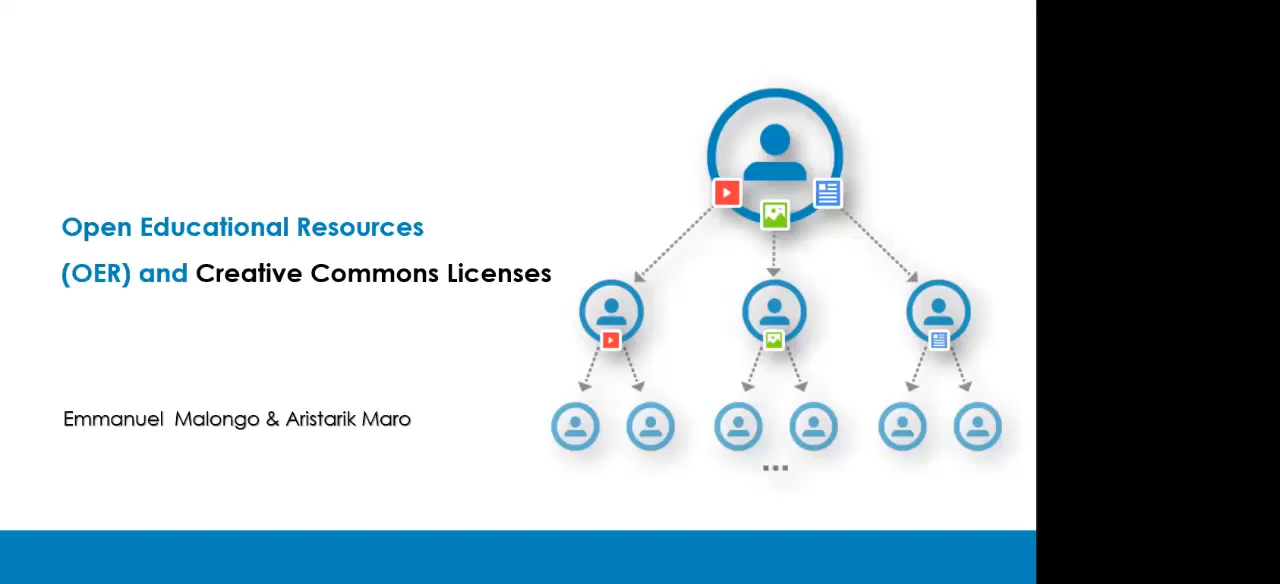 Open Educational Resources
(OER) and Creative Commons Licenses
Emmanuel Malongo & Aristarik Maro